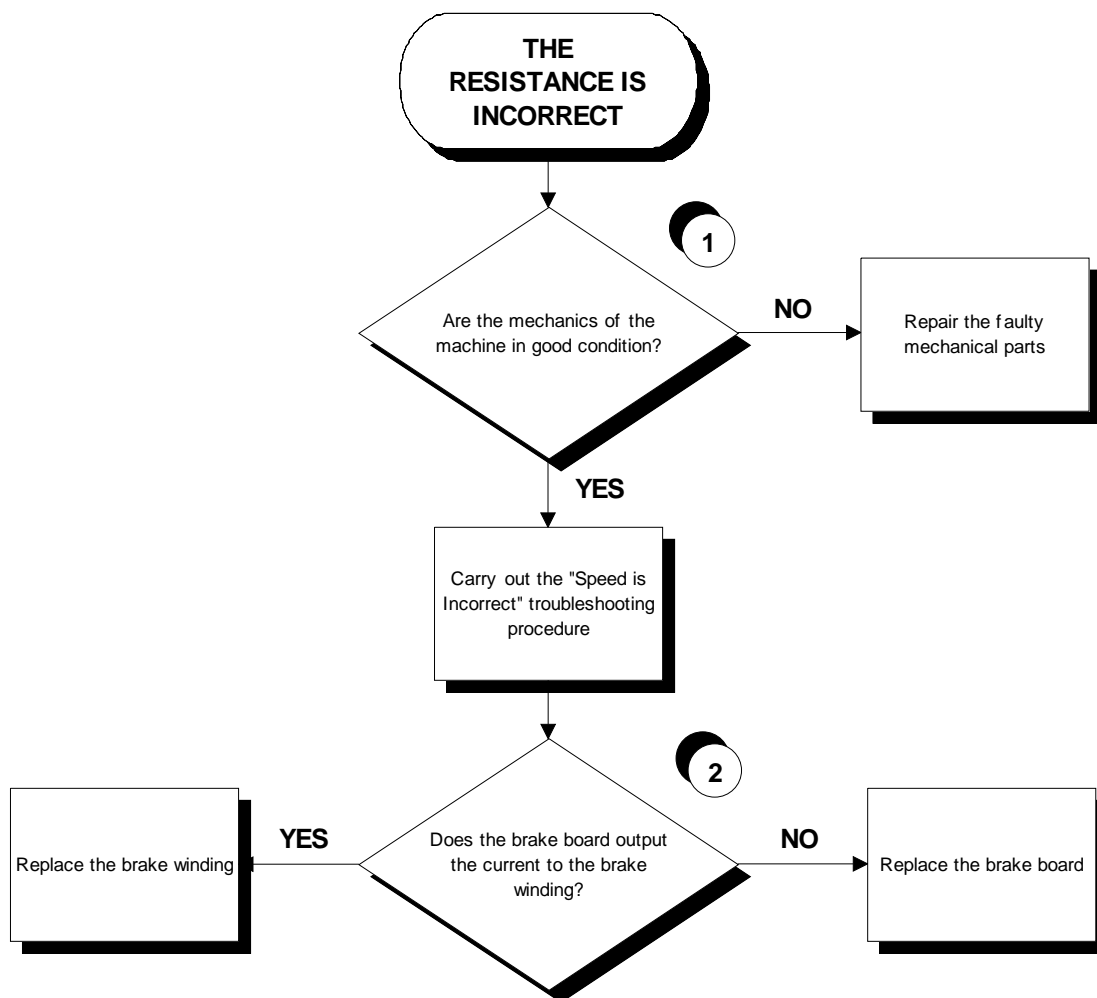 THE
RESISTANCE IS
INCORRECT
1
Are the mechanics of the
machine in good condition?
NO
Repair the faulty
mechanical parts
YES
Carry out the "Speed is
Incorrect" troubleshooting
procedure
2
Replace the brake winding
YES
Does the brake board output
the current to the brake
winding?
NO
Replace the brake board